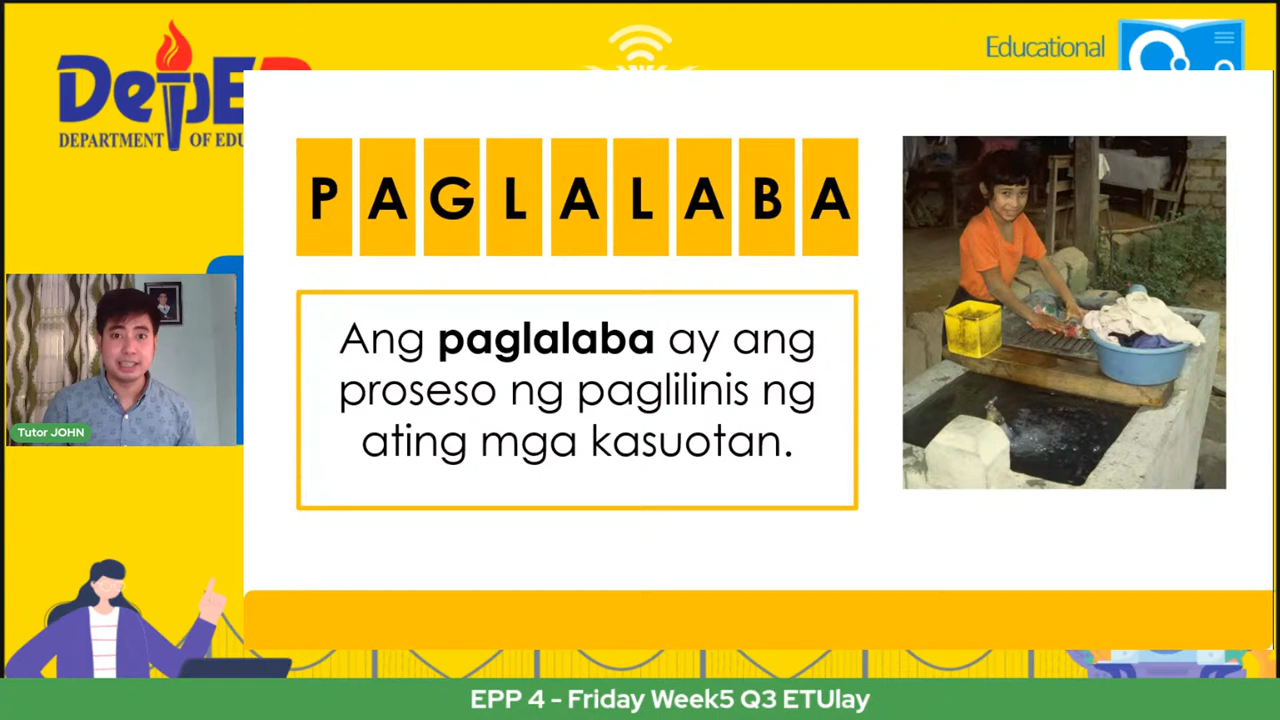 DepED
DEPARTMENT OF EDU
Educational
PAGLALABA
Ang paglalaba ay ang
proseso ng paglilinis ng
ating mga kasuotan.
Tutor JOHN
EPP 4 - Friday Week5 Q3 ETUlay